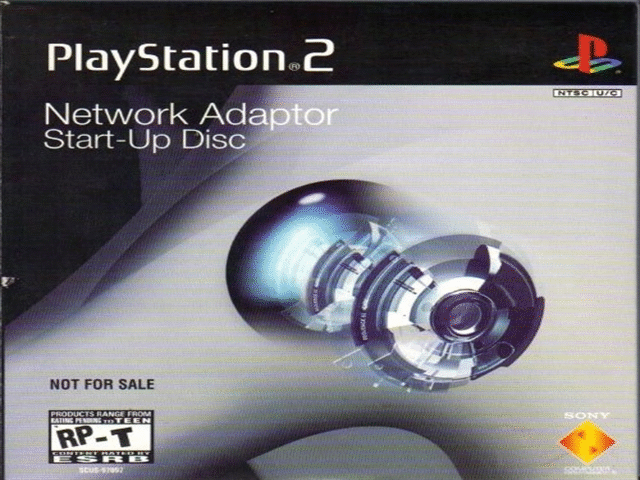 PlayStation®2
NTSC U/C
Network Adaptor
Start-Up Disc
NOT FOR SALE
PRODUCTS RANGE FROM
RATING PENDING TO TEEN
RP-T
CONTENT RATED BY
ESRB
SONY
COMPUTER